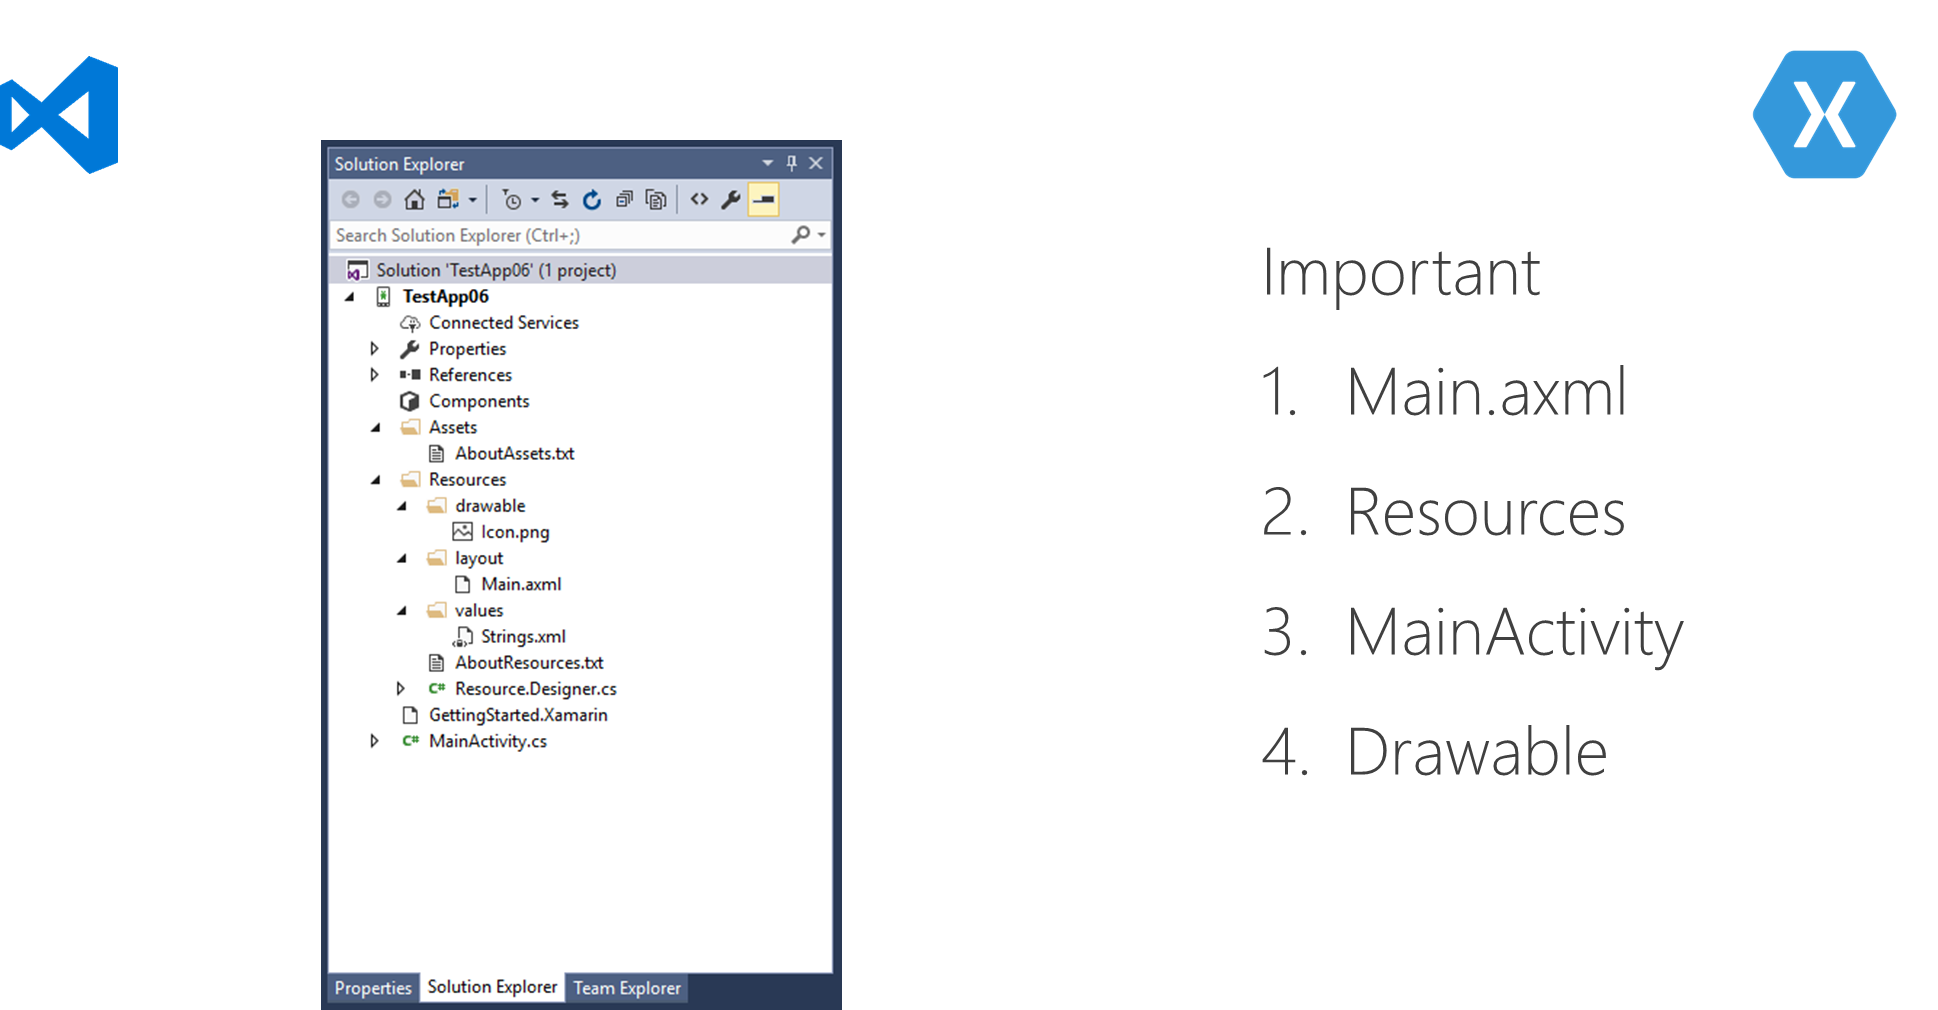 Solution Explorer
Search Solution Explorer (Ctrl+;)
Solution 'TestApp06' (1 project)
TestApp06
Connected Services
Properties
References
Components
Assets
AboutAssets.txt
Resources
drawable
Icon.png
layout
Main.axml
values
Strings.xml
AboutResources.txt
C# Resource.Designer.cs
GettingStarted.Xamarin
C# MainActivity.cs
Properties Solution Explorer Team Explorer
Important
1. Main.axml
2. Resources
3. MainActivity
4. Drawable